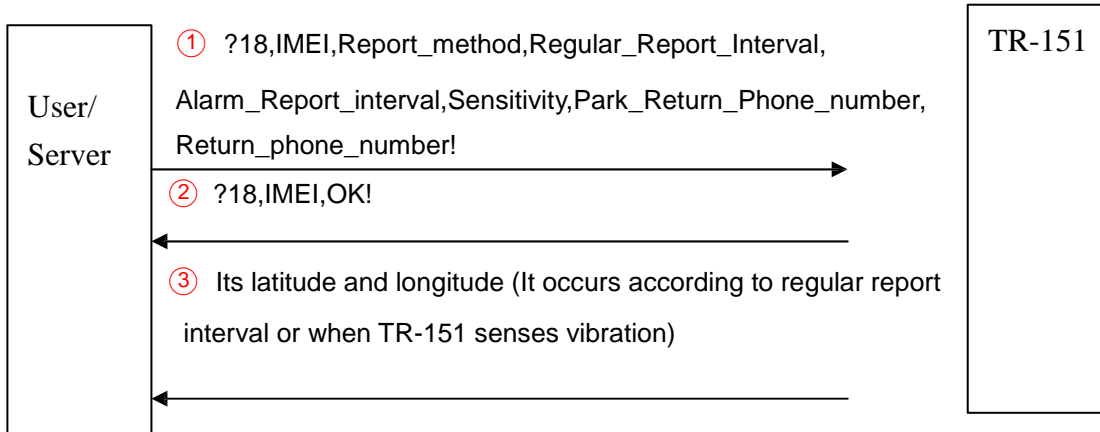 ① ?18,IMEI,Report_method,Regular_Report_Interval,
Alarm_Report_interval,Sensitivity,Park_Return_Phone_number,
Return_phone_number!
User/
Server
TR-151
② ?18,IMEI,OK!
③ Its latitude and longitude (It occurs according to regular report
interval or when TR-151 senses vibration)